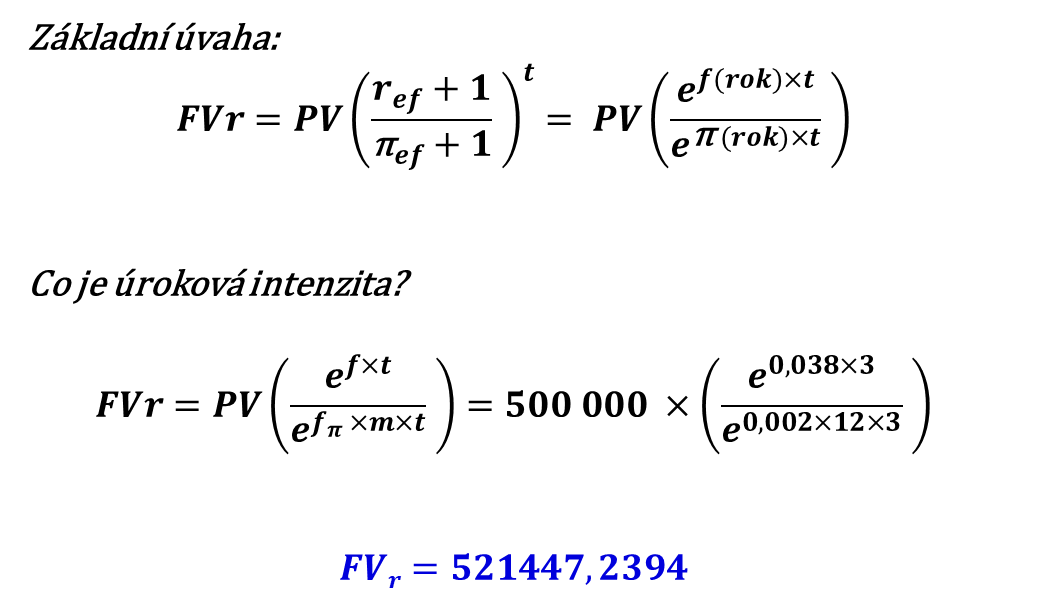 Základní úvaha:
FVr = PV ( (r_ef + 1) / (π_ef + 1) )^t = PV ( e^(f(rok)×t) / e^(π(rok)×t) )
Co je úroková intenzita?
FVr = PV ( e^(f×t) / e^(f_π ×m×t) ) = 500 000 × ( e^(0,038×3) / e^(0,002×12×3) )
FV_r = 521447,2394